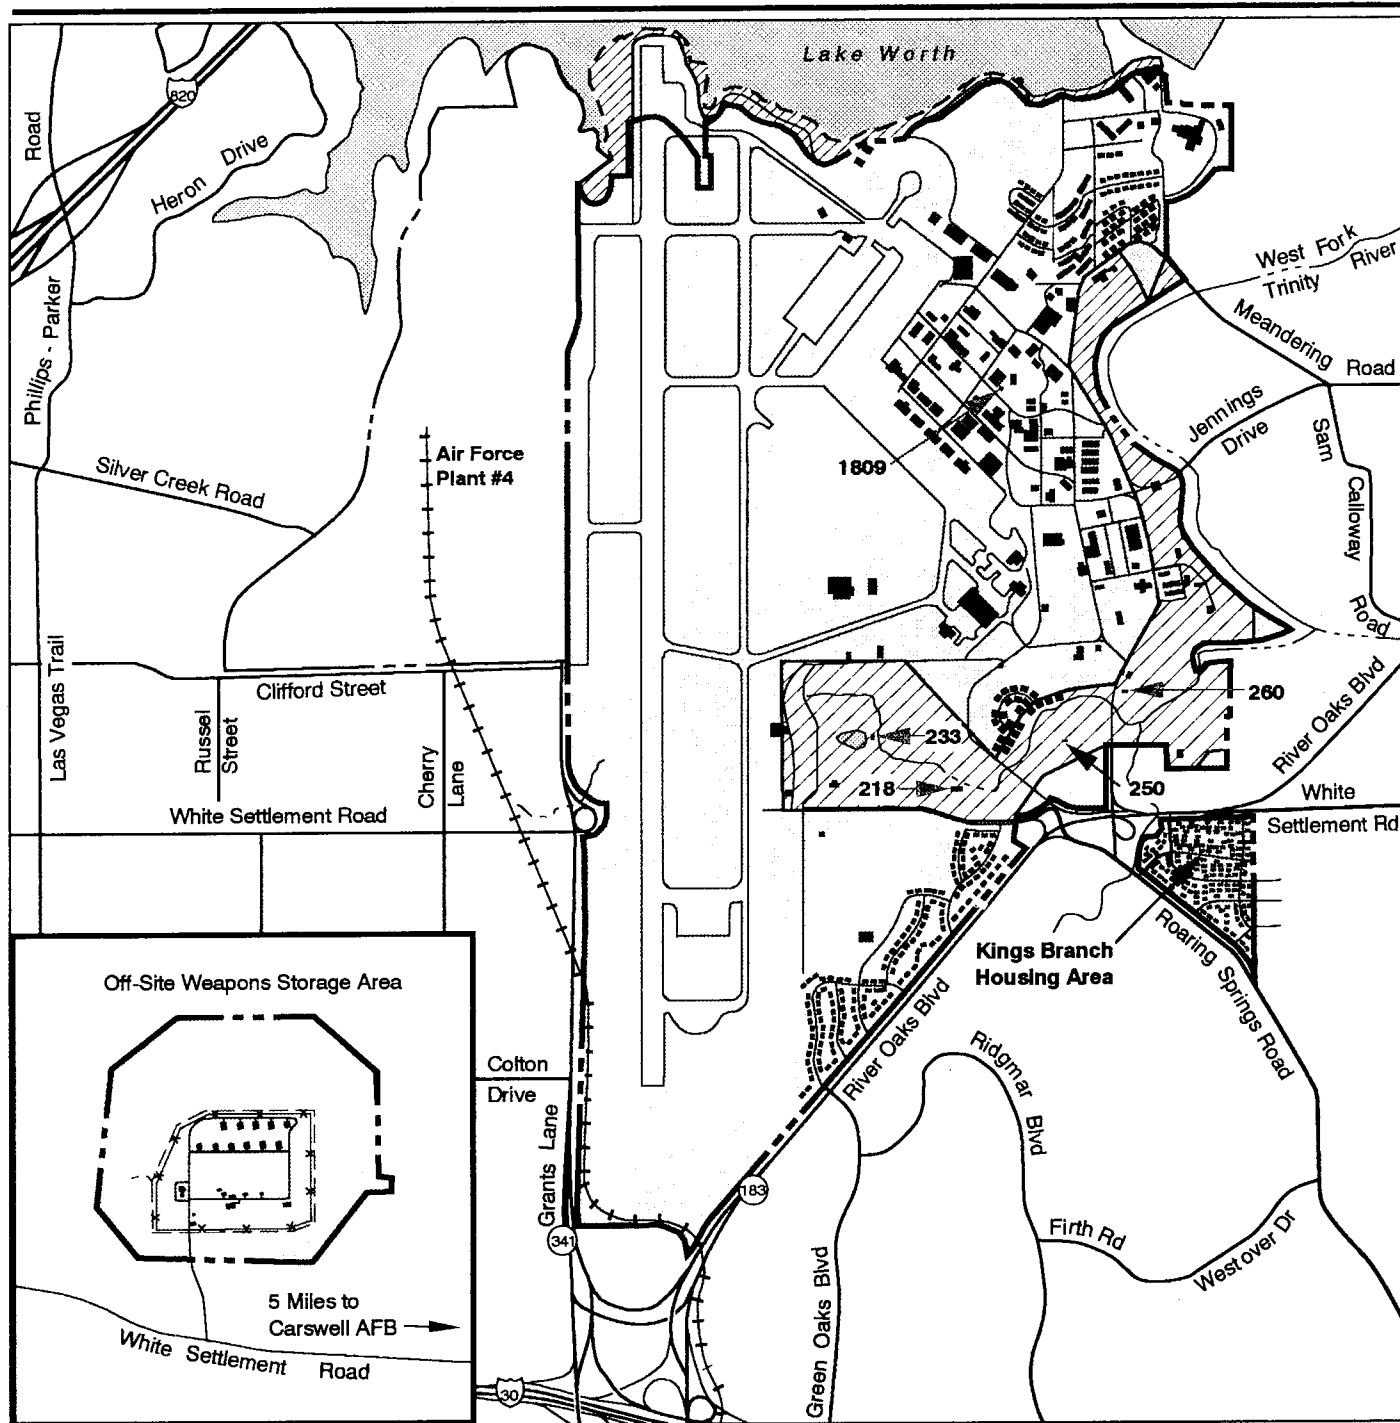 Lake Worth
820
Road
Heron Drive
West Fork
Trinity River
Phillips - Parker
Meandering
Road
Jennings
Drive
Sam
Calloway
Road
Air Force
Plant #4
1809
Silver Creek Road
Las Vegas Trail
Clifford Street
Russel
Street
Cherry
Lane
260
River Oaks Blvd
233
218
250
White
Settlement Rd
White Settlement Road
Kings Branch
Housing Area
Roaring Springs Road
River Oaks Blvd
Ridgmar Blvd
Off-Site Weapons Storage Area
Colton
Drive
Grants Lane
183
341
Firth Rd
Westover Dr
Green Oaks Blvd
5 Miles to
Carswell AFB
White Settlement Road
30